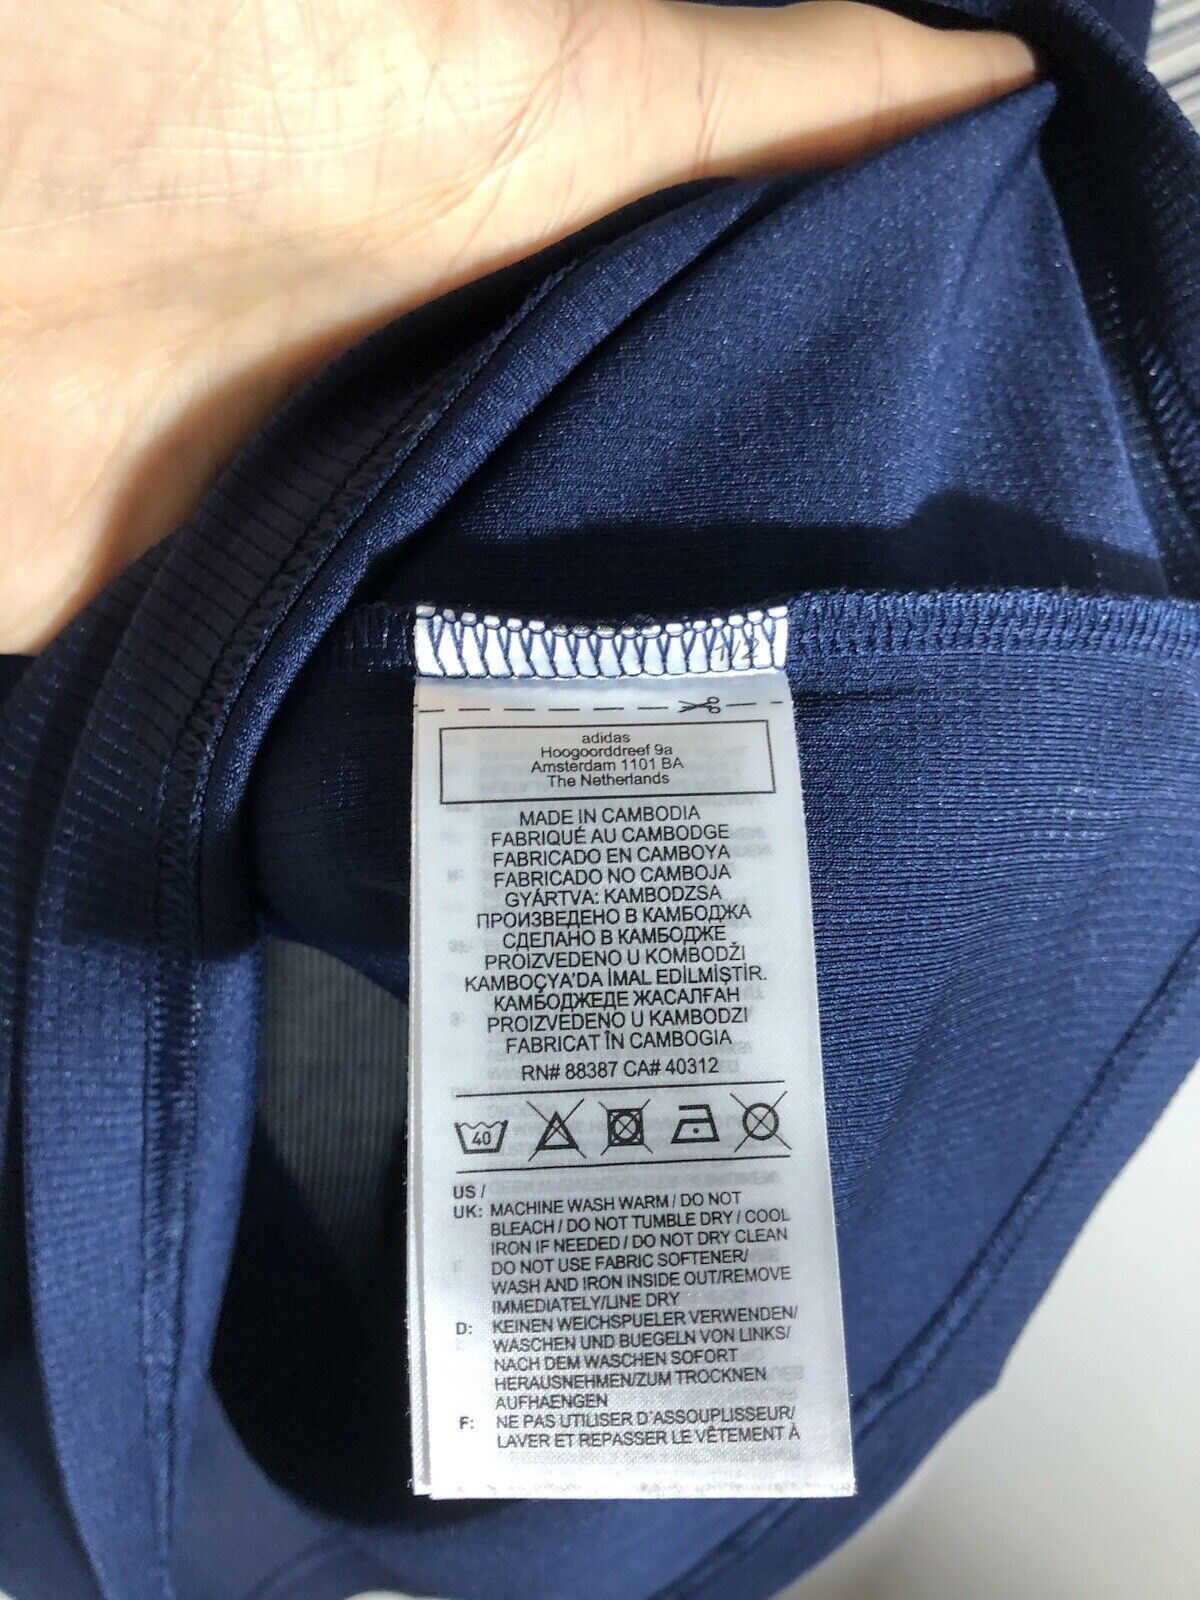 1/2
adidas
Hoogoorddreef 9a
Amsterdam 1101 BA
The Netherlands
MADE IN CAMBODIA
FABRIQUÉ AU CAMBODGE
FABRICADO EN CAMBOYA
FABRICADO NO CAMBOJA
GYÁRTVA: KAMBODZSA
ПРОИЗВЕДЕНО В КАМБОДЖА
СДЕЛАНО В КАМБОДЖЕ
PROIZVEDENO U KOMBODŽI
KAMBOÇYA'DA İMAL EDİLMİŞTİR.
КАМБОДЖЕДЕ ЖАСАЛҒАН
PROIZVEDENO U KAMBODZI
FABRICAT ÎN CAMBOGIA
RN# 88387 CA# 40312
40
US /
UK: MACHINE WASH WARM / DO NOT
BLEACH / DO NOT TUMBLE DRY / COOL
IRON IF NEEDED / DO NOT DRY CLEAN
DO NOT USE FABRIC SOFTENER/
WASH AND IRON INSIDE OUT/REMOVE
IMMEDIATELY/LINE DRY
D: KEINEN WEICHSPUELER VERWENDEN/
WASCHEN UND BUEGELN VON LINKS/
NACH DEM WASCHEN SOFORT
HERAUSNEHMEN/ZUM TROCKNEN
AUFHAENGEN
F: NE PAS UTILISER D'ASSOUPLISSEUR/
LAVER ET REPASSER LE VÊTEMENT À